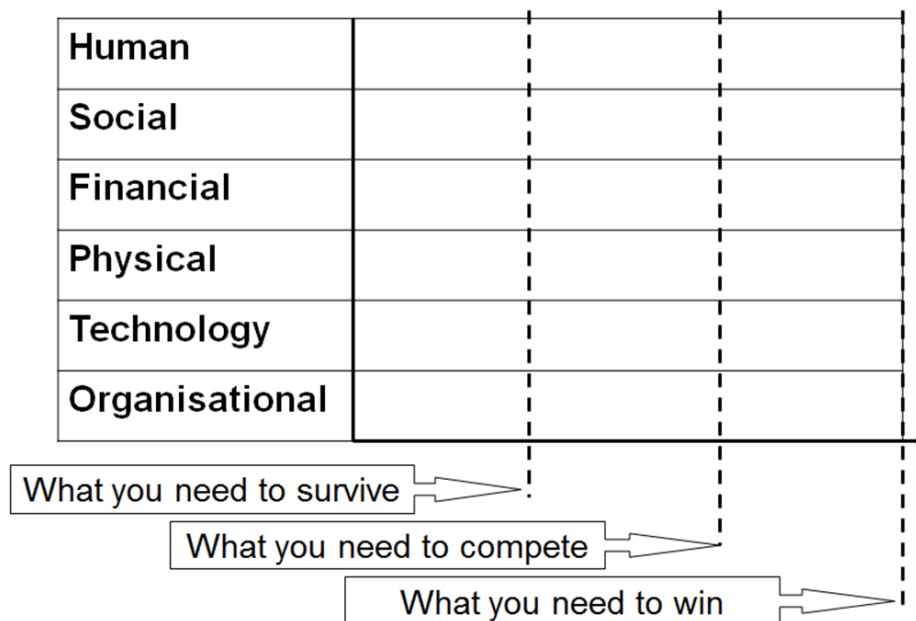 Human
Social
Financial
Physical
Technology
Organisational
What you need to survive
What you need to compete
What you need to win